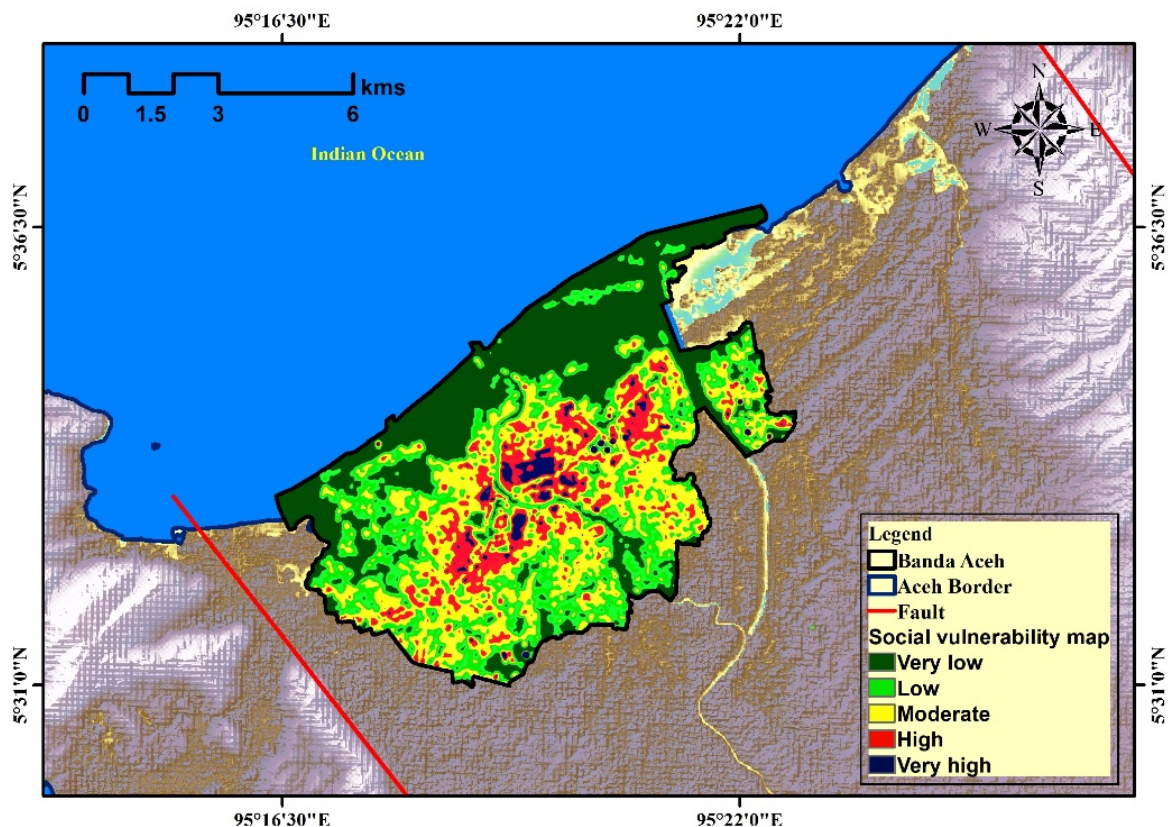 95°16'30"E
95°22'0"E
0 1.5 3 6 kms
Indian Ocean
N
W E
S
5°36'30"N
5°36'30"N
5°31'0"N
5°31'0"N
Legend
Banda Aceh
Aceh Border
Fault
Social vulnerability map
Very low
Low
Moderate
High
Very high
95°16'30"E
95°22'0"E